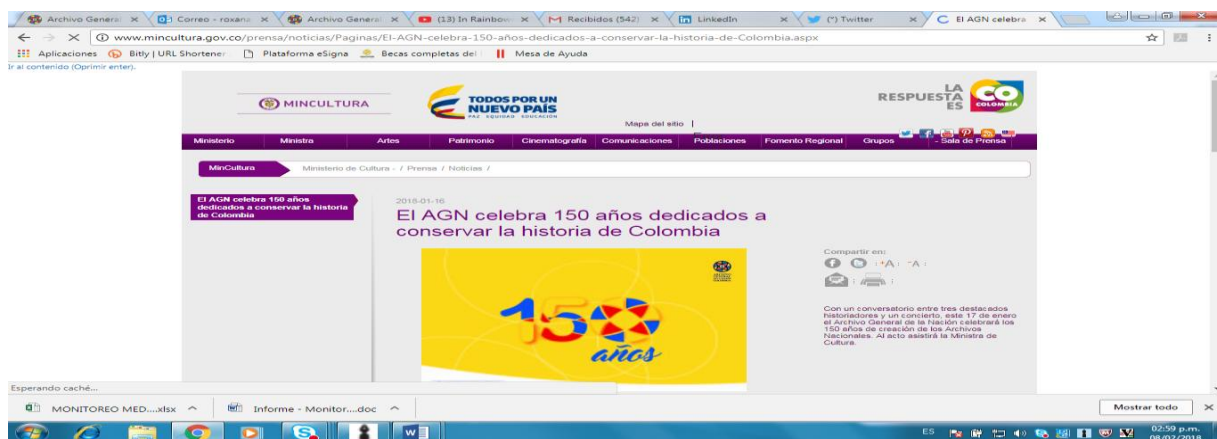 Archivo General
Correo - roxana
Archivo General
(13) In Rainbow
Recibidos (542)
LinkedIn
(*) Twitter
El AGN celebra
www.mincultura.gov.co/prensa/noticias/Paginas/El-AGN-celebra-150-años-dedicados-a-conservar-la-historia-de-Colombia.aspx
Aplicaciones
Bitly | URL Shortener
Plataforma eSigna
Becas completas del
Mesa de Ayuda
Ir al contenido (Oprimir enter).
MINCULTURA
TODOS POR UN
NUEVO PAÍS
PAZ EQUIDAD EDUCACIÓN
LA
RESPUESTA
ES
CO
COLOMBIA
Mapa del sitio |
Ministerio
Ministra
Artes
Patrimonio
Cinematografía
Comunicaciones
Poblaciones
Fomento Regional
Grupos
- Sala de Prensa
MinCultura
Ministerio de Cultura - / Prensa / Noticias /
El AGN celebra 150 años
dedicados a conservar la historia
de Colombia
2018-01-16
El AGN celebra 150 años dedicados a
conservar la historia de Colombia
150
años
Compartir en:
+A
-A
Con un conversatorio entre tres destacados
historiadores y un concierto, este 17 de enero
el Archivo General de la Nación celebrará los
150 años de creación de los Archivos
Nacionales. Al acto asistirá la Ministra de
Cultura.
Esperando caché...
MONITOREO MED....xlsx
Informe - Monitor....doc
Mostrar todo
ES
02:59 p.m.
08/02/2018